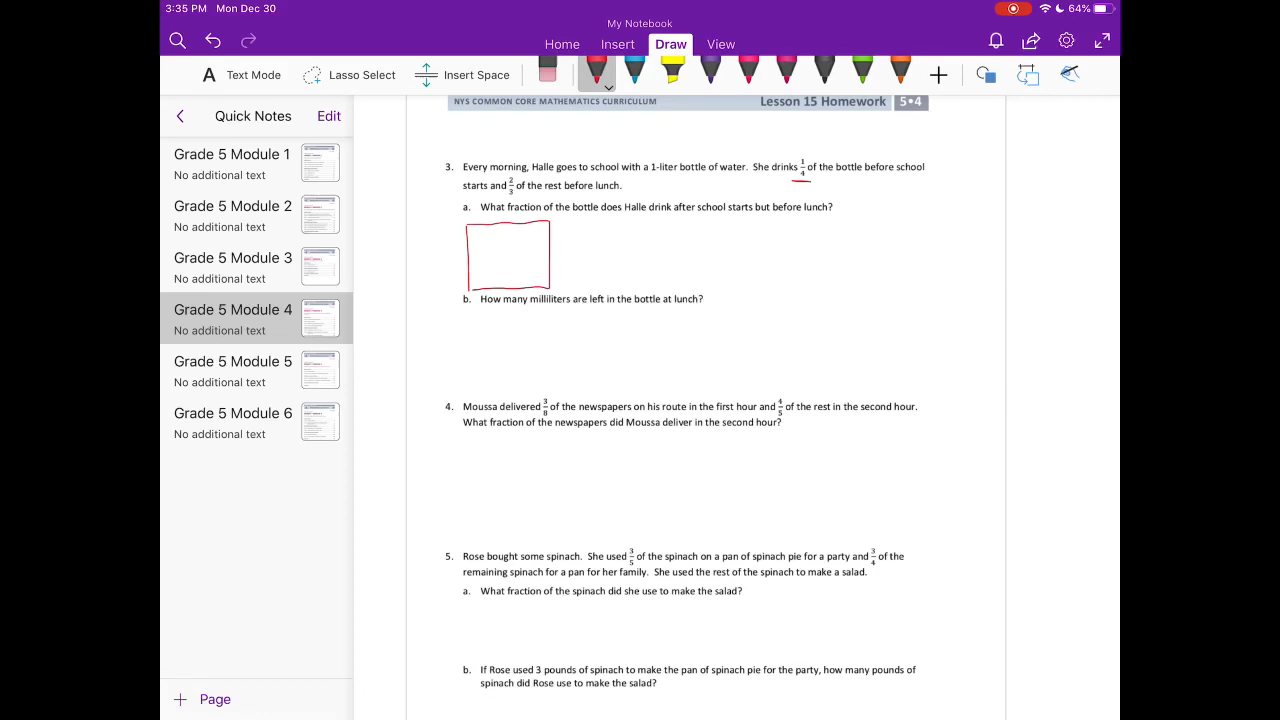 3:35 PM Mon Dec 30
64%
My Notebook
Home Insert Draw View
Text Mode Lasso Select Insert Space
Quick Notes Edit
Grade 5 Module 1
No additional text
Grade 5 Module 2
No additional text
Grade 5 Module 3
No additional text
Grade 5 Module 4
No additional text
Grade 5 Module 5
No additional text
Grade 5 Module 6
No additional text
Page
NYS COMMON CORE MATHEMATICS CURRICULUM Lesson 15 Homework 5•4
3. Every morning, Halle goes to school with a 1-liter bottle of water. She drinks 1/4 of the bottle before school
starts and 2/3 of the rest before lunch.
a. What fraction of the bottle does Halle drink after school starts but before lunch?
b. How many milliliters are left in the bottle at lunch?
4. Moussa delivered 3/8 of the newspapers on his route in the first hour and 4/5 of the rest in the second hour.
What fraction of the newspapers did Moussa deliver in the second hour?
5. Rose bought some spinach. She used 3/5 of the spinach on a pan of spinach pie for a party and 3/4 of the
remaining spinach for a pan for her family. She used the rest of the spinach to make a salad.
a. What fraction of the spinach did she use to make the salad?
b. If Rose used 3 pounds of spinach to make the pan of spinach pie for the party, how many pounds of
spinach did Rose use to make the salad?